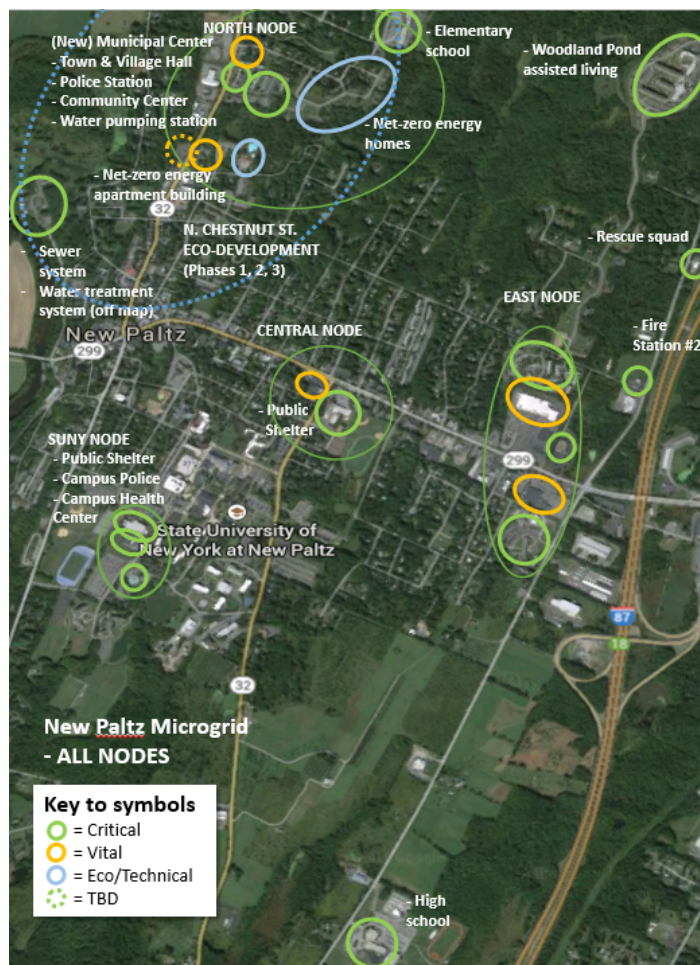 NORTH NODE
(New) Municipal Center
- Town & Village Hall
- Police Station
- Community Center
- Water pumping station
- Elementary
school
- Woodland Pond
assisted living
- Net-zero energy
homes
- Net-zero energy
apartment building
32
N. CHESTNUT ST.
ECO-DEVELOPMENT
(Phases 1, 2, 3)
- Sewer
system
- Water treatment
system (off map)
- Rescue squad
EAST NODE
New Paltz
299
CENTRAL NODE
- Fire
Station #2
- Public
Shelter
SUNY NODE
- Public Shelter
- Campus Police
- Campus Health
Center
299
State University of
New York at New Paltz
87
18
32
New Paltz Microgrid
- ALL NODES
Key to symbols
= Critical
= Vital
= Eco/Technical
= TBD
- High
school